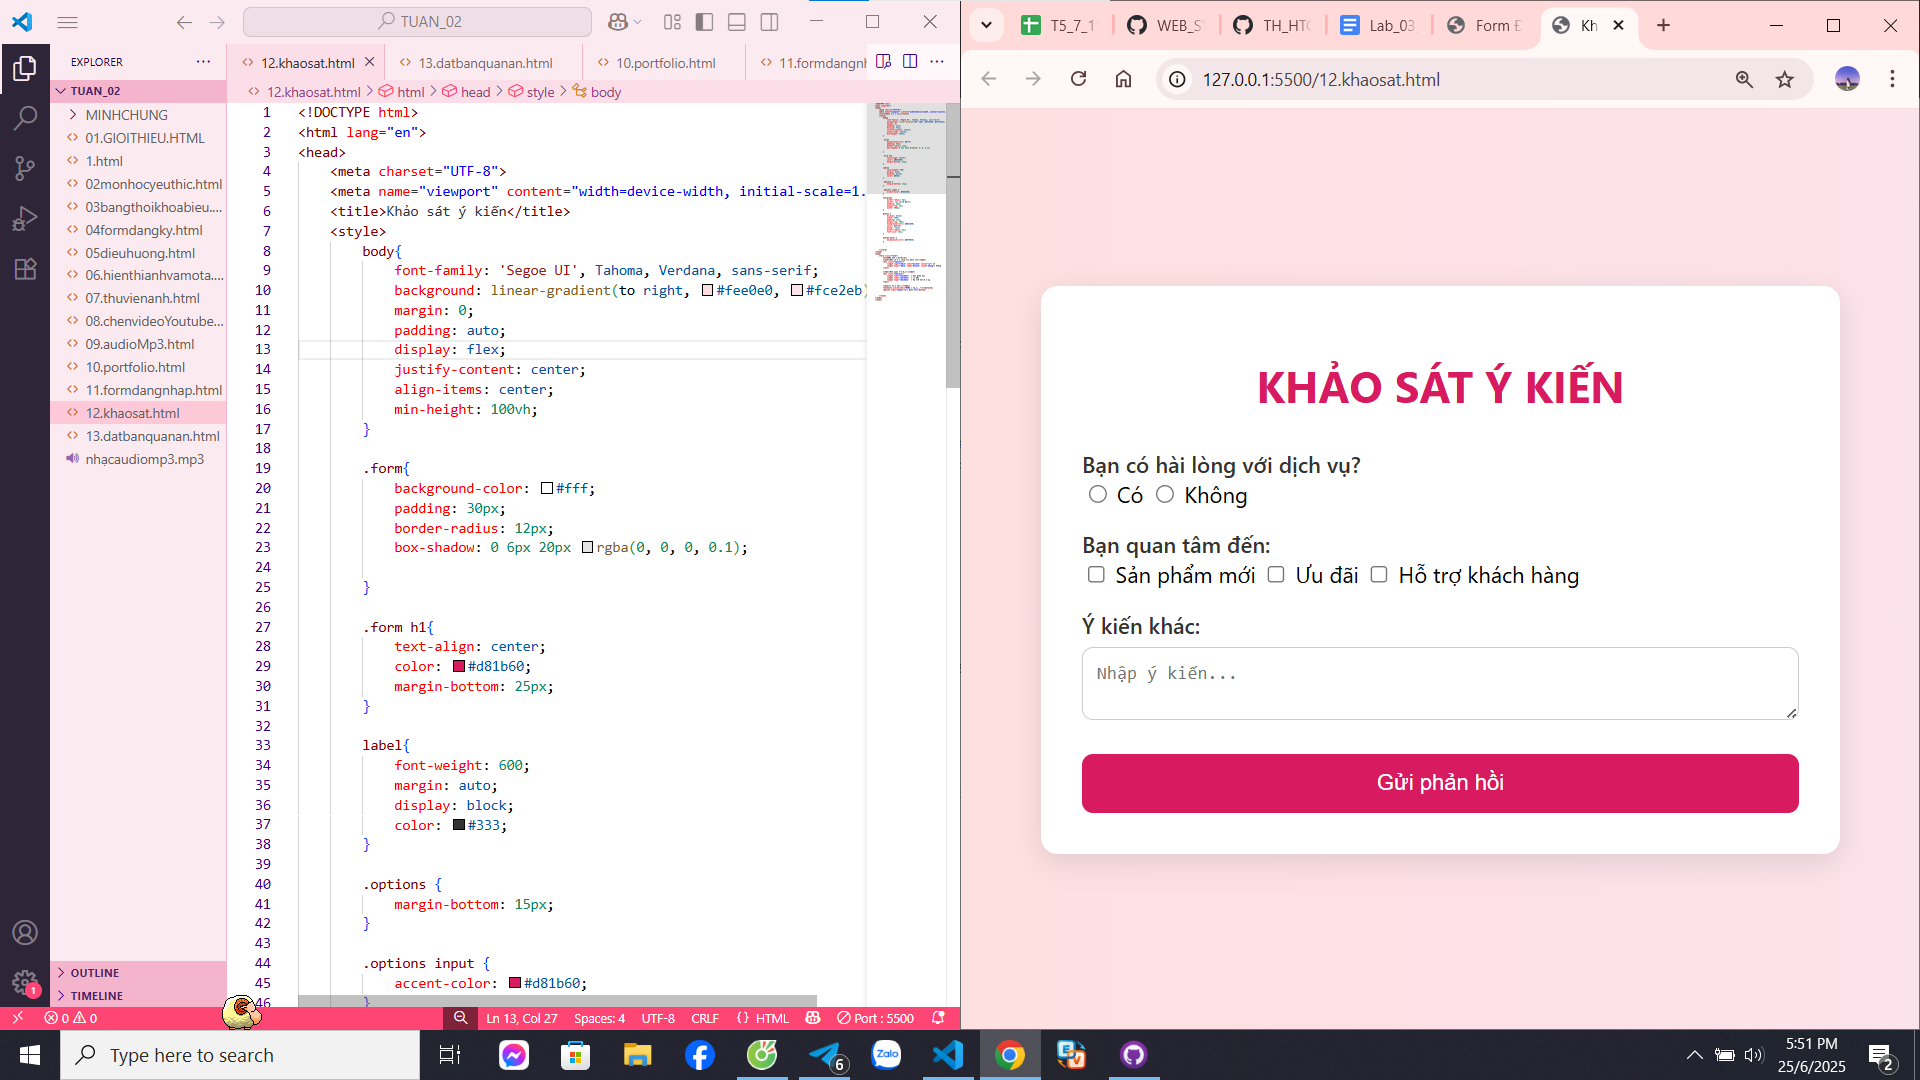 TUAN_02
EXPLORER
TUAN_02
MINHCHUNG
01.GIOITHIEU.HTML
1.html
02monhocyeuthic.html
03bangthoikhoabieu....
04formdangky.html
05dieuhuong.html
06.hienthianhvamota....
07.thuvienanh.html
08.chenvideoYoutube...
09.audioMp3.html
10.portfolio.html
11.formdangnhap.html
12.khaosat.html
13.datbanquanan.html
nhạcaudiomp3.mp3
OUTLINE
TIMELINE
12.khaosat.html
13.datbanquanan.html
10.portfolio.html
11.formdangnh
12.khaosat.html > html > head > style > body
1 <!DOCTYPE html>
2 <html lang="en">
3 <head>
4 <meta charset="UTF-8">
5 <meta name="viewport" content="width=device-width, initial-scale=1.
6 <title>Khảo sát ý kiến</title>
7 <style>
8 body{
9 font-family: 'Segoe UI', Tahoma, Verdana, sans-serif;
10 background: linear-gradient(to right, #fee0e0, #fce2eb)
11 margin: 0;
12 padding: auto;
13 display: flex;
14 justify-content: center;
15 align-items: center;
16 min-height: 100vh;
17 }
18
19 .form{
20 background-color: #fff;
21 padding: 30px;
22 border-radius: 12px;
23 box-shadow: 0 6px 20px rgba(0, 0, 0, 0.1);
24
25 }
26
27 .form h1{
28 text-align: center;
29 color: #d81b60;
30 margin-bottom: 25px;
31 }
32
33 label{
34 font-weight: 600;
35 margin: auto;
36 display: block;
37 color: #333;
38 }
39
40 .options {
41 margin-bottom: 15px;
42 }
43
44 .options input {
45 accent-color: #d81b60;
46 }
1
0 0
Ln 13, Col 27
Spaces: 4
UTF-8
CRLF
{} HTML
Port : 5500
T5_7_1
WEB_S
TH_HTC
Lab_03
Form
Kh
127.0.0.1:5500/12.khaosat.html
KHẢO SÁT Ý KIẾN
Bạn có hài lòng với dịch vụ?
Có Không
Bạn quan tâm đến:
Sản phẩm mới Ưu đãi Hỗ trợ khách hàng
Ý kiến khác:
Nhập ý kiến...
Gửi phản hồi
Type here to search
6
Zalo
5:51 PM
25/6/2025
2